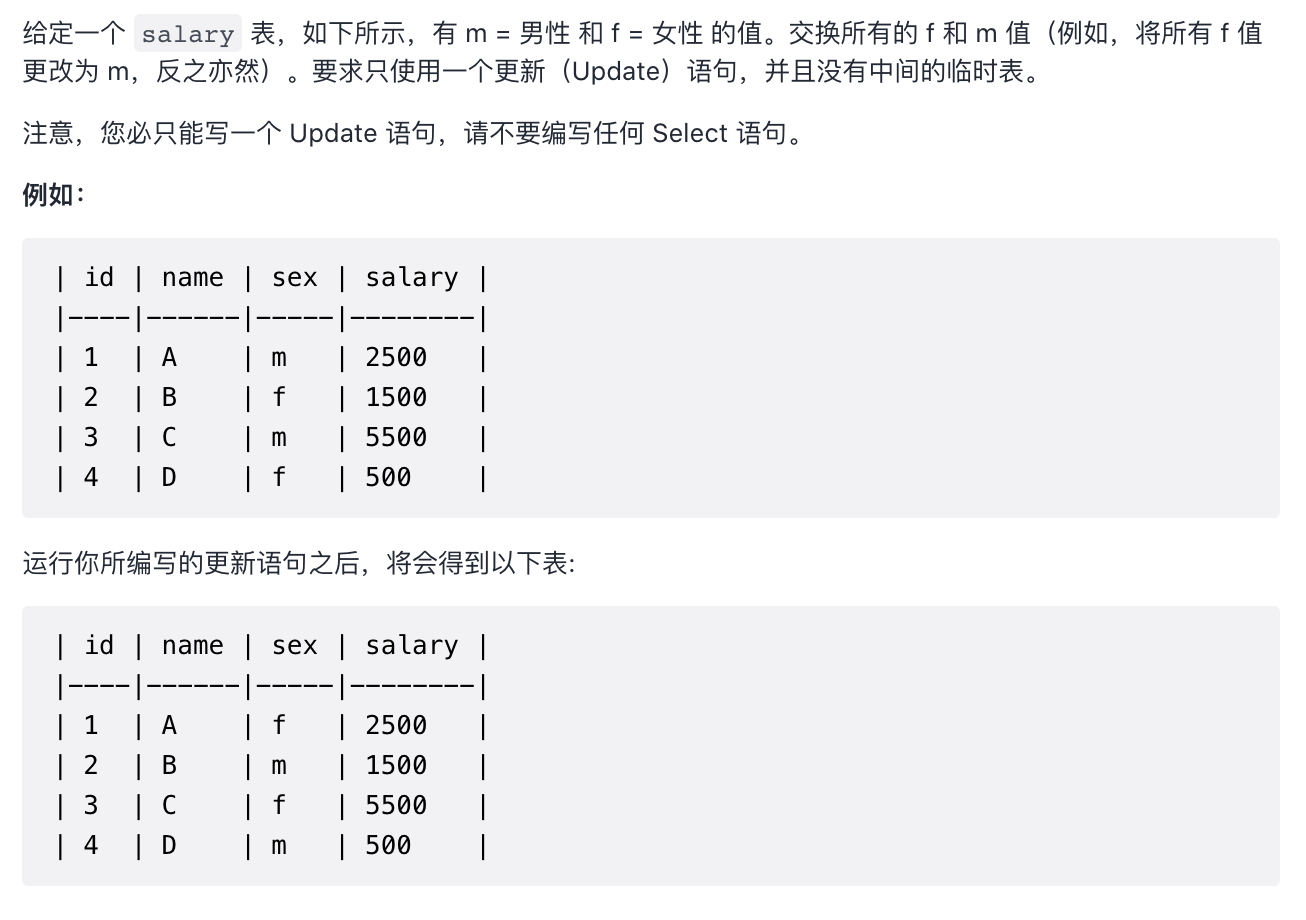 给定一个 salary 表，如下所示，有 m = 男性 和 f = 女性 的值。交换所有的 f 和 m 值（例如，将所有 f 值
更改为 m，反之亦然）。要求只使用一个更新（Update）语句，并且没有中间的临时表。
注意，您必只能写一个 Update 语句，请不要编写任何 Select 语句。
例如：
| id | name | sex | salary |
|----|------|-----|--------|
| 1  | A    | m   | 2500   |
| 2  | B    | f   | 1500   |
| 3  | C    | m   | 5500   |
| 4  | D    | f   | 500    |
运行你所编写的更新语句之后，将会得到以下表:
| id | name | sex | salary |
|----|------|-----|--------|
| 1  | A    | f   | 2500   |
| 2  | B    | m   | 1500   |
| 3  | C    | f   | 5500   |
| 4  | D    | m   | 500    |